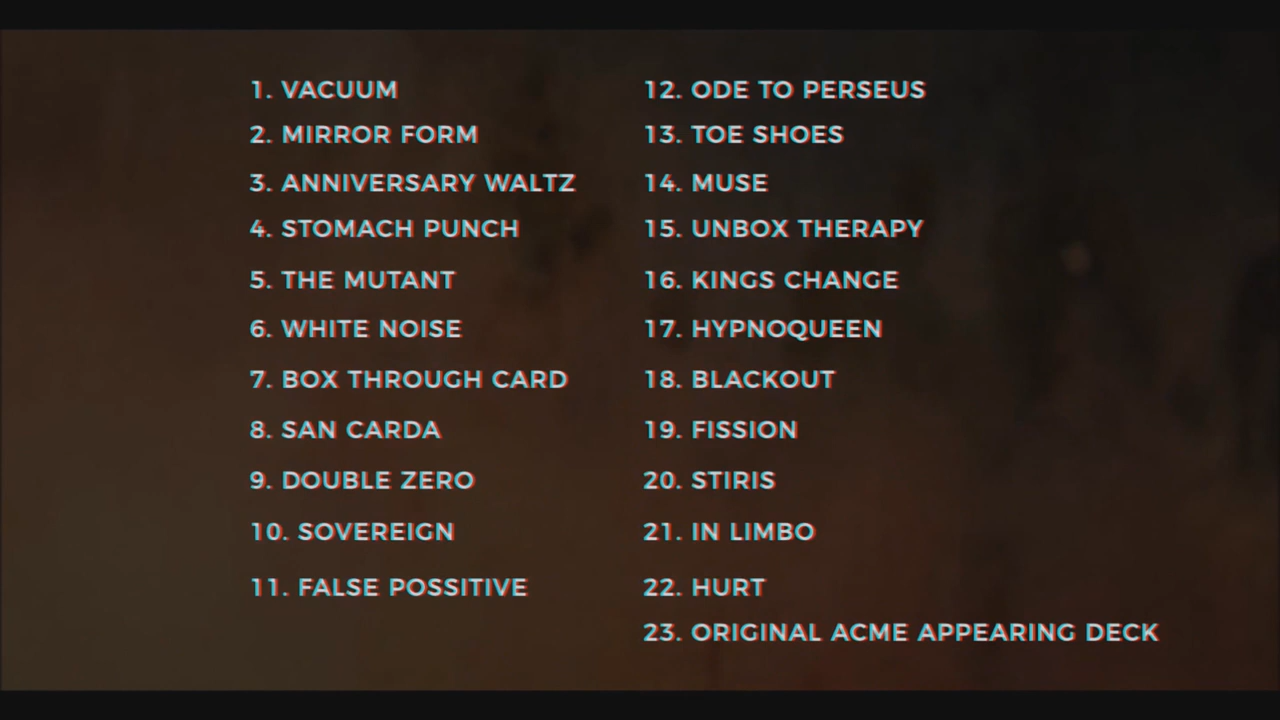 1. VACUUM
2. MIRROR FORM
3. ANNIVERSARY WALTZ
4. STOMACH PUNCH
5. THE MUTANT
6. WHITE NOISE
7. BOX THROUGH CARD
8. SAN CARDA
9. DOUBLE ZERO
10. SOVEREIGN
11. FALSE POSSITIVE
12. ODE TO PERSEUS
13. TOE SHOES
14. MUSE
15. UNBOX THERAPY
16. KINGS CHANGE
17. HYPNOQUEEN
18. BLACKOUT
19. FISSION
20. STIRIS
21. IN LIMBO
22. HURT
23. ORIGINAL ACME APPEARING DECK